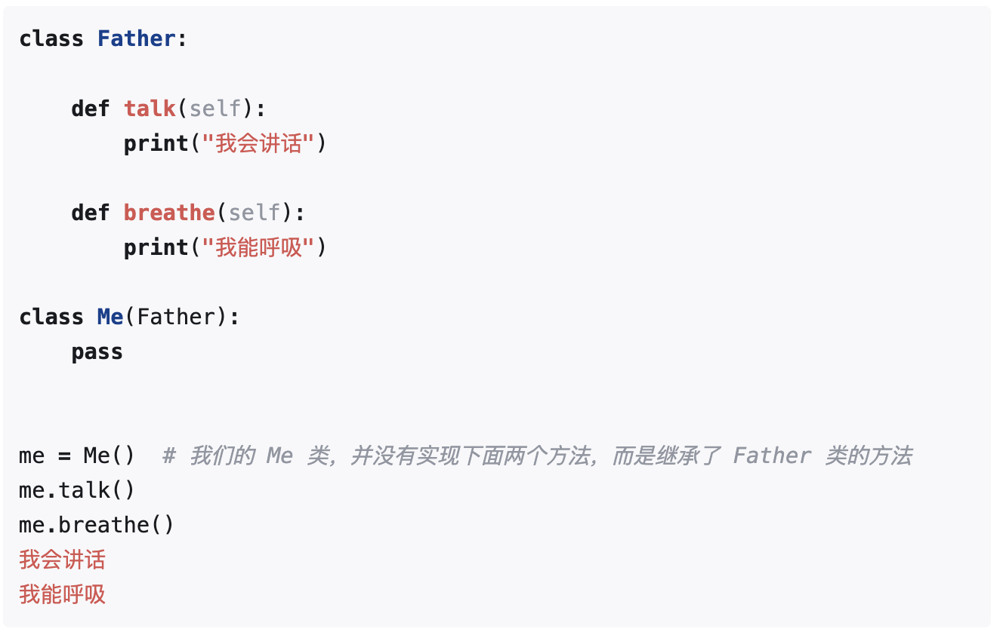 class Father:
    def talk(self):
        print("我会讲话")
    def breathe(self):
        print("我能呼吸")
class Me(Father):
    pass
me = Me()  # 我们的 Me 类，并没有实现下面两个方法，而是继承了 Father 类的方法
me.talk()
me.breathe()
我会讲话
我能呼吸